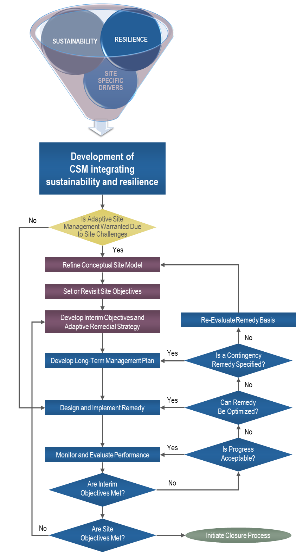 SUSTAINABILITY
RESILIENCE
SITE
SPECIFIC
DRIVERS
Development of
CSM integrating
sustainability and resilience
Is Adaptive Site
Management Warranted Due
to Site Challenges
No
Yes
Refine Conceptual Site Model
Set or Revisit Site Objectives
Develop Interim Objectives and
Adaptive Remedial Strategy
Re-Evaluate Remedy Basis
No
Develop Long-Term Management Plan
Yes
Is a Contingency
Remedy Specified?
No
Design and Implement Remedy
Yes
Can Remedy
Be Optimized?
No
Monitor and Evaluate Performance
Yes
Is Progress
Acceptable?
Are Interim
Objectives Met?
No
Are Site
Objectives Met?
No
Yes
Initiate Closure Process